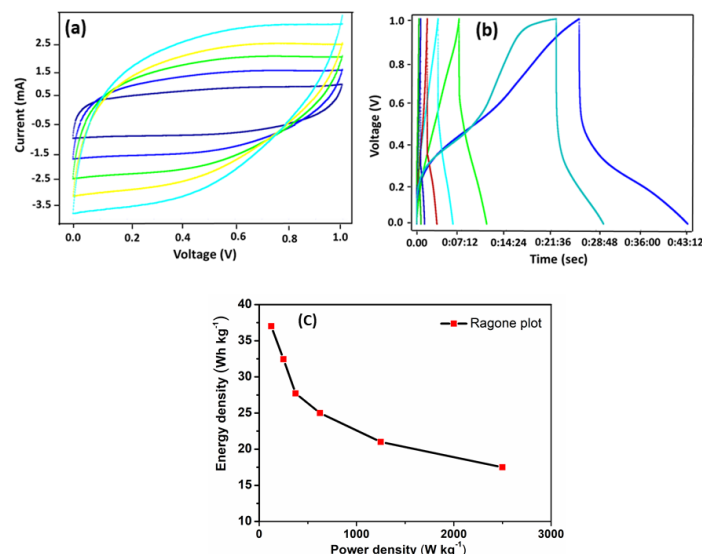 (a)
Current (mA)
2.5
1.5
0.5
-0.5
-1.5
-2.5
-3.5
0.0 0.2 0.4 0.6 0.8 1.0
Voltage (V)
(b)
Voltage (V)
1.0
0.8
0.6
0.4
0.2
0.0
0.00 0:07:12 0:14:24 0:21:36 0:28:48 0:36:00 0:43:12
Time (sec)
(C)
Ragone plot
Energy density (Wh kg⁻¹)
40
35
30
25
20
15
10
0 1000 2000 3000
Power density (W kg⁻¹)